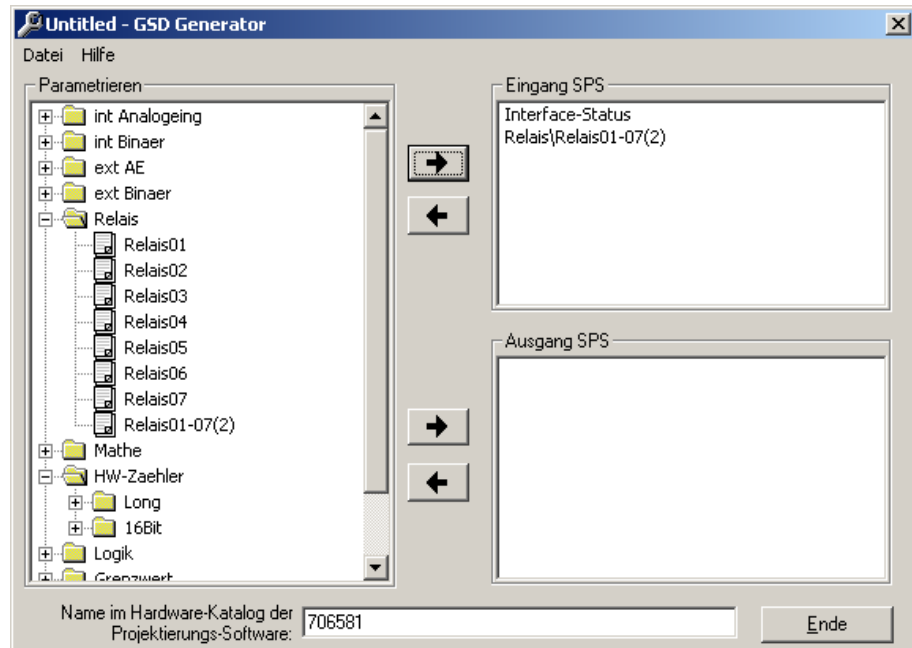 Untitled - GSD Generator
Datei Hilfe
Parametrieren
int Analogeing
int Binaer
ext AE
ext Binaer
Relais
Relais01
Relais02
Relais03
Relais04
Relais05
Relais06
Relais07
Relais01-07(2)
Mathe
HW-Zaehler
Long
16Bit
Logik
Grenzwert
Eingang SPS
Interface-Status
Relais\Relais01-07(2)
Ausgang SPS
Name im Hardware-Katalog der
Projektierungs-Software:
706581
Ende